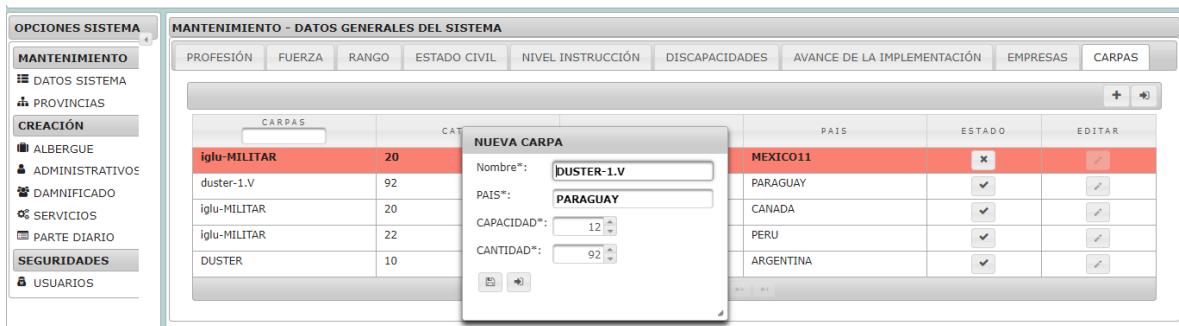 OPCIONES SISTEMA
MANTENIMIENTO
DATOS SISTEMA
PROVINCIAS
CREACIÓN
ALBERGUE
ADMINISTRATIVOS
DAMNIFICADO
SERVICIOS
PARTE DIARIO
SEGURIDADES
USUARIOS
MANTENIMIENTO - DATOS GENERALES DEL SISTEMA
PROFESIÓN FUERZA RANGO ESTADO CIVIL NIVEL INSTRUCCIÓN DISCAPACIDADES AVANCE DE LA IMPLEMENTACIÓN EMPRESAS CARPAS
CARPAS PAIS ESTADO EDITAR
iglu-MILITAR 20 MEXICO11
duster-1.V 92 PARAGUAY
iglu-MILITAR 20 CANADA
iglu-MILITAR 22 PERU
DUSTER 10 ARGENTINA
NUEVA CARPA
Nombre*: DUSTER-1.V
PAIS*: PARAGUAY
CAPACIDAD*: 12
CANTIDAD*: 92